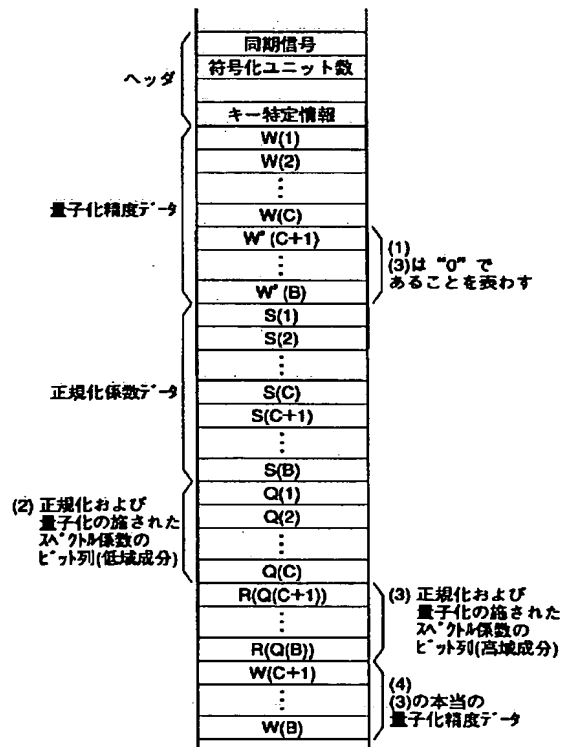 同期信号
符号化ユニット数
ヘッダ
キー特定情報
W(1)
W(2)
⋮
量子化精度データ
W(C)
W'(C+1)
⋮
W'(B)
(1)
(3)は “0” で
あることを表わす
S(1)
S(2)
⋮
正規化係数データ
S(C)
S(C+1)
⋮
S(B)
(2) 正規化および
量子化の施された
スペクトル係数の
ビット列(低域成分)
Q(1)
Q(2)
⋮
Q(C)
R(Q(C+1))
⋮
R(Q(B))
(3) 正規化および
量子化の施された
スペクトル係数の
ビット列(高域成分)
W(C+1)
⋮
W(B)
(4)
(3)の本当の
量子化精度データ